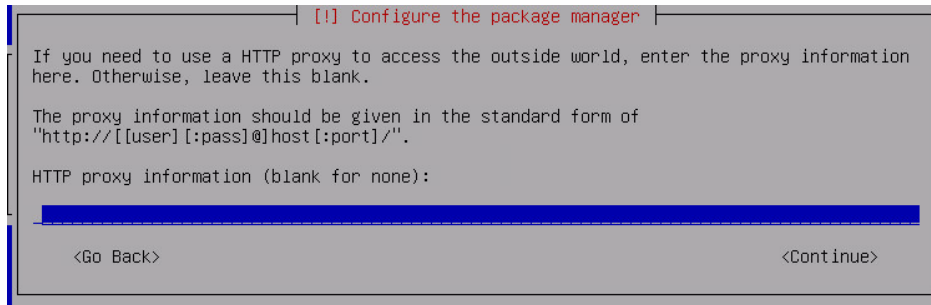 [!] Configure the package manager
If you need to use a HTTP proxy to access the outside world, enter the proxy information
here. Otherwise, leave this blank.
The proxy information should be given in the standard form of
"http://[[user][:pass]@]host[:port]/".
HTTP proxy information (blank for none):
<Go Back> <Continue>